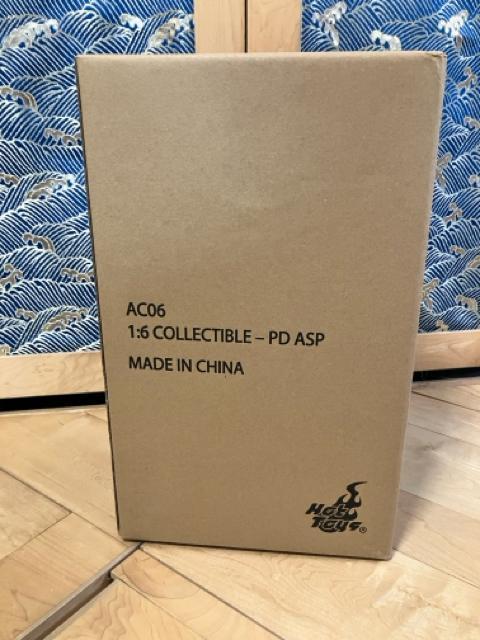 AC06
1:6 COLLECTIBLE – PD ASP
MADE IN CHINA
Hot
Toys®